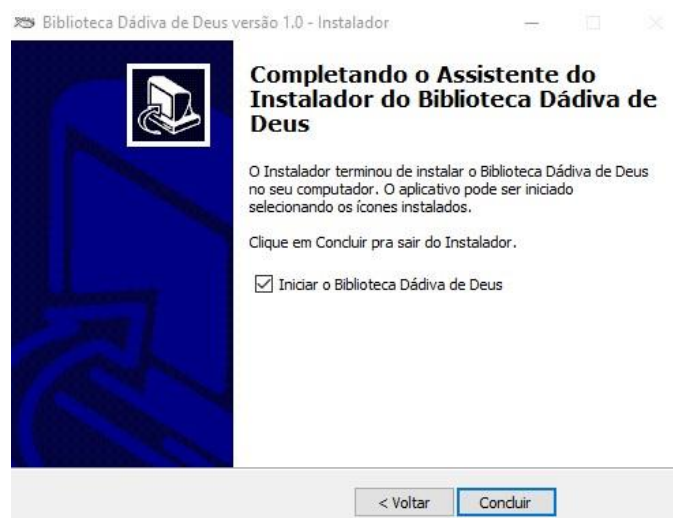 Biblioteca Dádiva de Deus versão 1.0 - Instalador
Completando o Assistente do
Instalador do Biblioteca Dádiva de
Deus
O Instalador terminou de instalar o Biblioteca Dádiva de Deus
no seu computador. O aplicativo pode ser iniciado
selecionando os ícones instalados.
Clique em Concluir pra sair do Instalador.
Iniciar o Biblioteca Dádiva de Deus
< Voltar Concluir